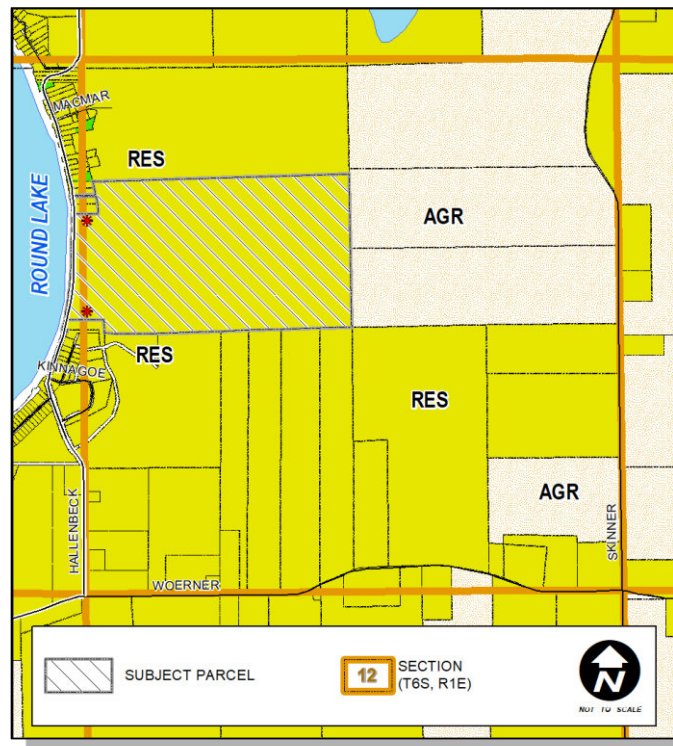 MACMAR
RES
AGR
ROUND LAKE
RES
KINNAGOE
RES
AGR
HALLENBECK
SKINNER
WOERNER
SUBJECT PARCEL
12
SECTION
(T6S, R1E)
N
NOT TO SCALE